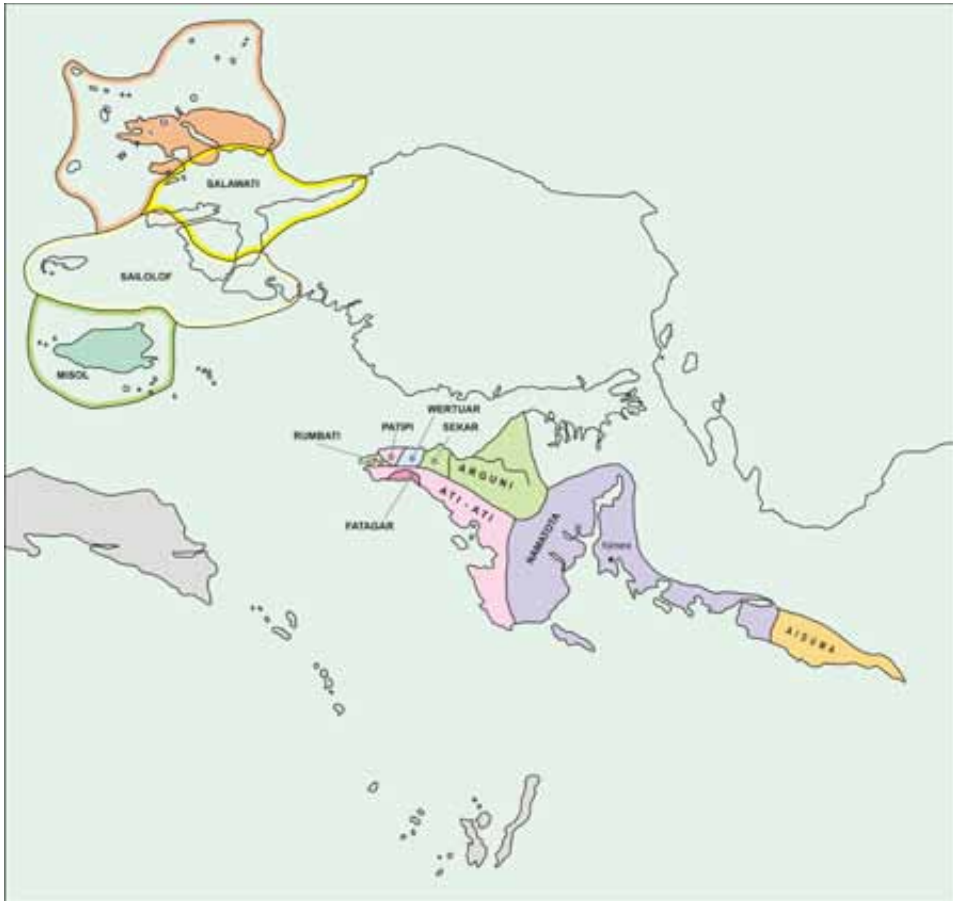 SALAWATI
SAILOLOF
MISOL
WERTUAR
PATIPI
SEKAR
RUMBATI
ARGUNI
ATI - ATI
FATAGAR
NAMATOTA
AIDUMA